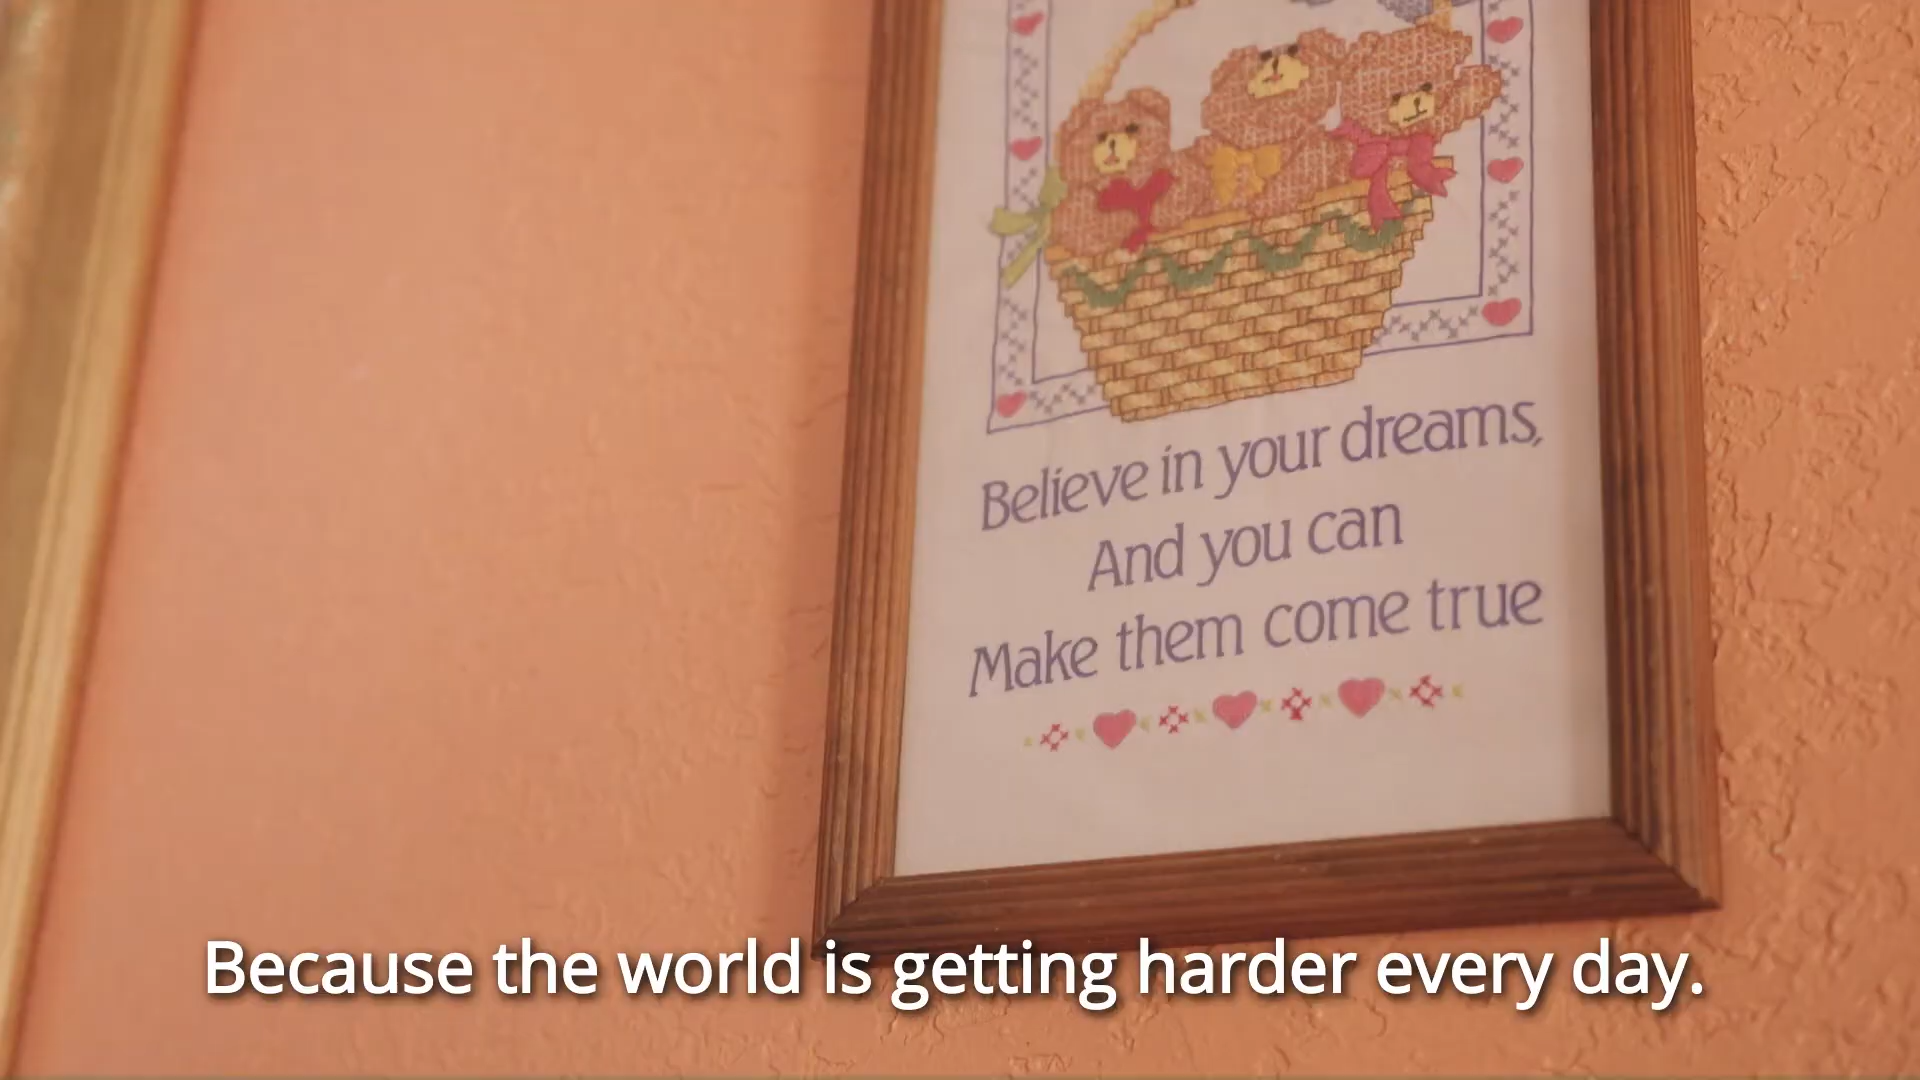 Believe in your dreams,
And you can
Make them come true
Because the world is getting harder every day.